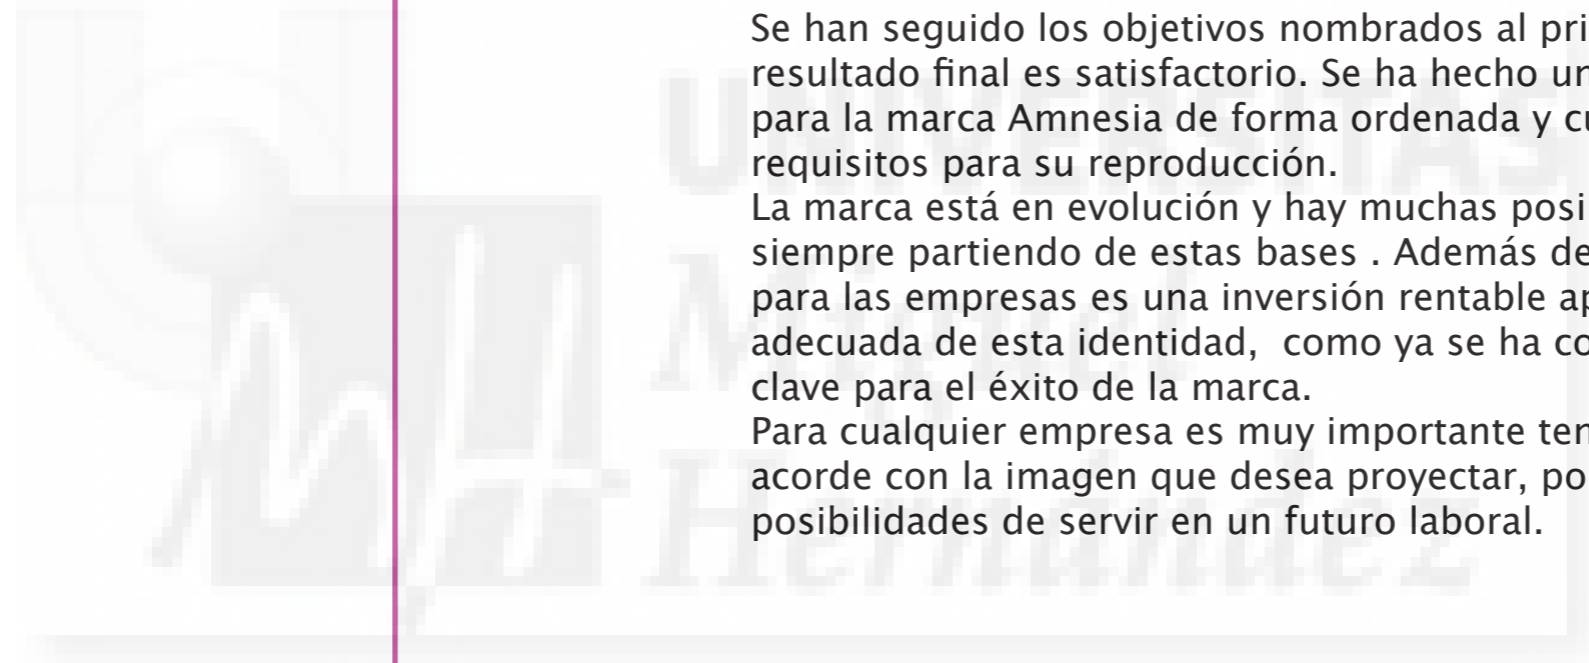 Se han seguido los objetivos nombrados al pri
resultado final es satisfactorio. Se ha hecho un
para la marca Amnesia de forma ordenada y cu
requisitos para su reproducción.
La marca está en evolución y hay muchas posi
siempre partiendo de estas bases . Además de
para las empresas es una inversión rentable ap
adecuada de esta identidad,  como ya se ha co
clave para el éxito de la marca.
Para cualquier empresa es muy importante ten
acorde con la imagen que desea proyectar, po
posibilidades de servir en un futuro laboral.
UNIVERSITAS
Miguel
Hernández